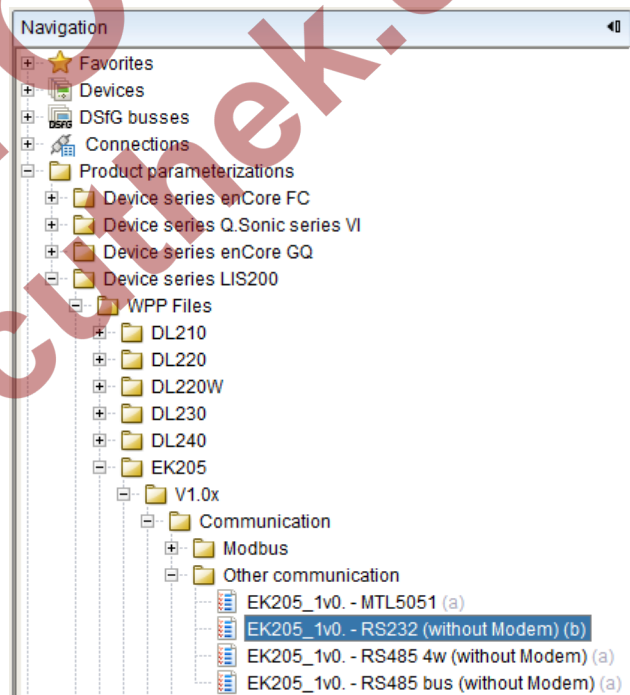 Navigation
Favorites
Devices
DSfG busses
Connections
Product parameterizations
Device series enCore FC
Device series Q.Sonic series VI
Device series enCore GQ
Device series LIS200
WPP Files
DL210
DL220
DL220W
DL230
DL240
EK205
V1.0x
Communication
Modbus
Other communication
EK205_1v0. - MTL5051 (a)
EK205_1v0. - RS232 (without Modem) (b)
EK205_1v0. - RS485 4w (without Modem) (a)
EK205_1v0. - RS485 bus (without Modem) (a)